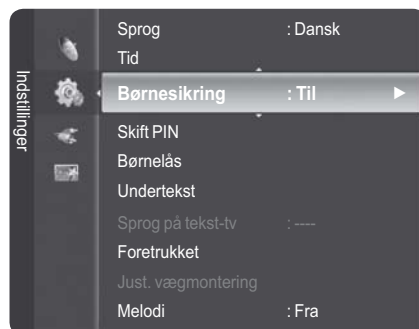 Indstillinger
Sprog : Dansk
Tid
Børnesikring : Til ►
Skift PIN
Børnelås
Undertekst
Sprog på tekst-tv : ----
Foretrukket
Just. vægmontering
Melodi : Fra